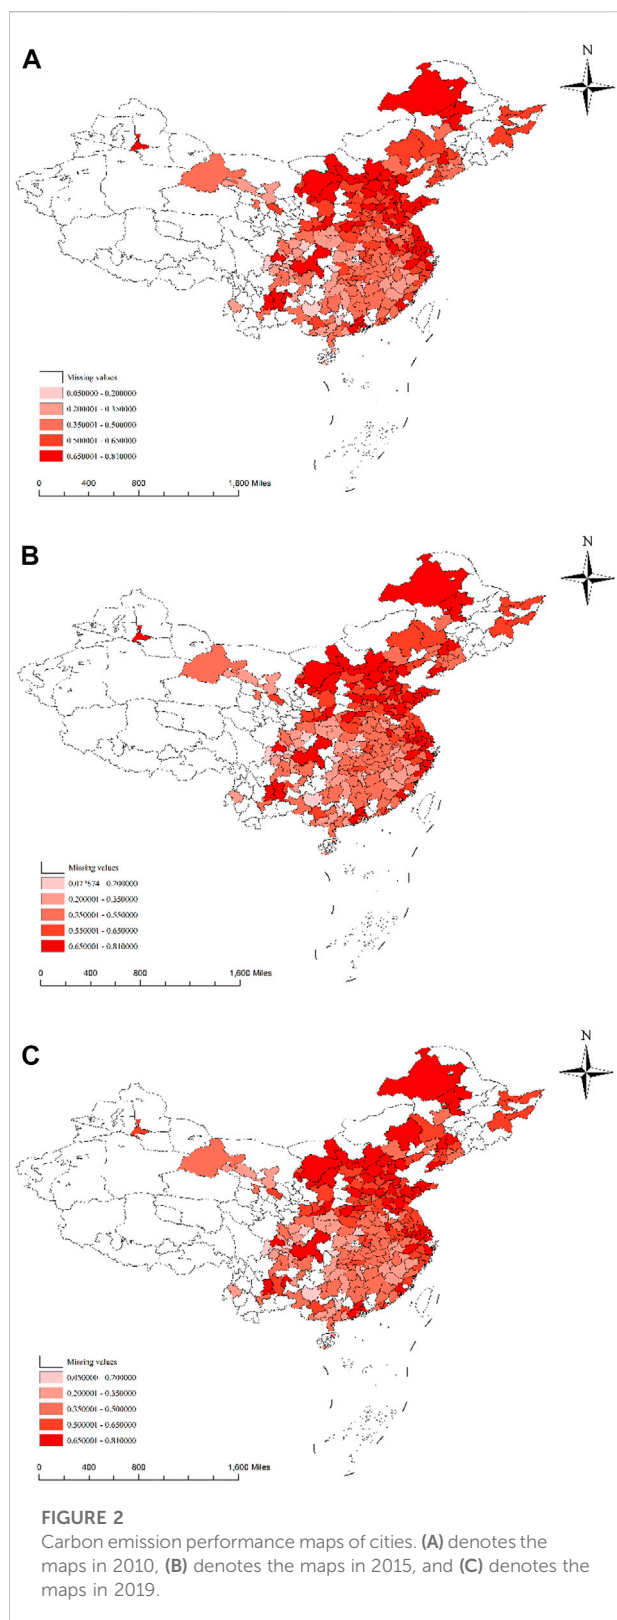 A
N
Missing values
0.050000 - 0.200000
0.200001 - 0.350000
0.350001 - 0.500000
0.500001 - 0.650000
0.650001 - 0.810000
0 400 800 1,600 Miles
B
N
Missing values
0.200001 - 0.350000
0.350001 - 0.550000
0.550001 - 0.650000
0.650001 - 0.810000
0 400 800 1,600 Miles
C
N
Missing values
0.050000 - 0.200000
0.200001 - 0.350000
0.350001 - 0.500000
0.500001 - 0.650000
0.650001 - 0.810000
0 400 800 1,600 Miles
FIGURE 2
Carbon emission performance maps of cities. (A) denotes the
maps in 2010, (B) denotes the maps in 2015, and (C) denotes the
maps in 2019.